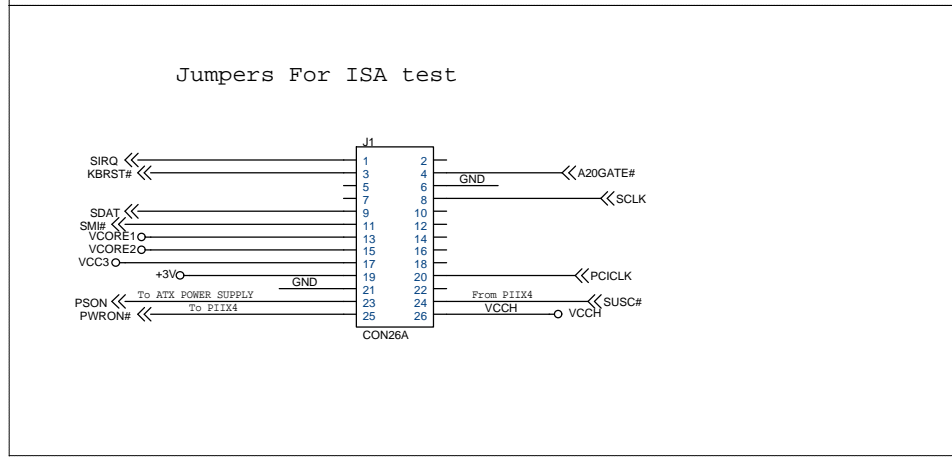 Jumpers For ISA test
J1
SIRQ 1 2
KBRST# 3 4 A20GATE#
5 6 GND
7 8 SCLK
SDAT 9 10
SMI# 11 12
VCORE1 13 14
VCORE2 15 16
VCC3 17 18
+3V 19 20 PCICLK
GND 21 22
PSON To ATX POWER SUPPLY 23 24 From PIIX4 SUSC#
PWRON# To PIIX4 25 26 VCCH VCCH
CON26A